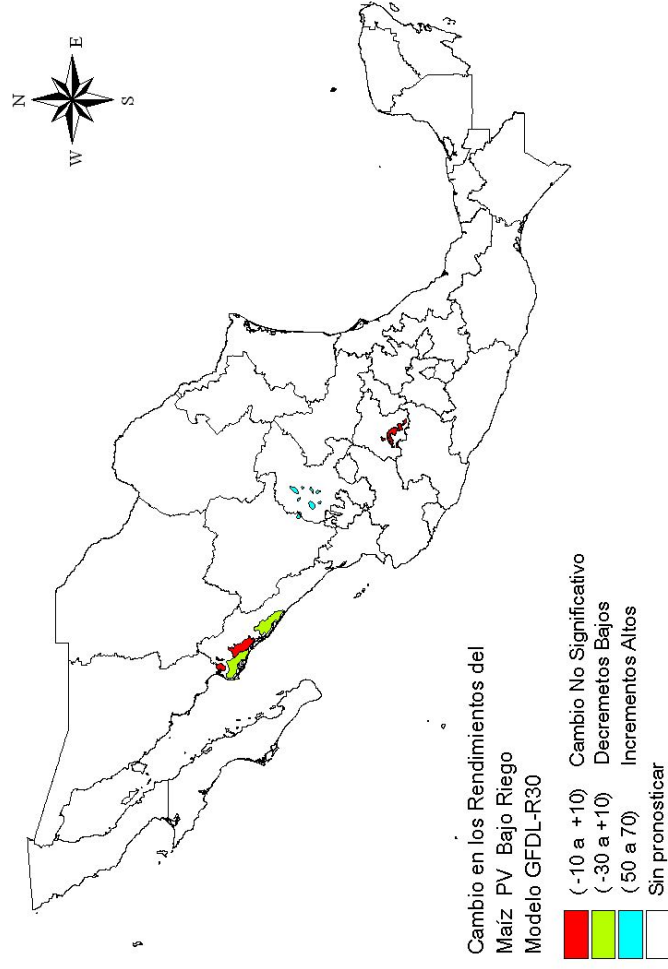 N
W
E
S
Cambio en los Rendimientos del
Maíz PV Bajo Riego
Modelo GFDL-R30
( -10 a +10) Cambio No Significativo
( -30 a +10) Decremetos Bajos
( 50 a 70) Incrementos Altos
Sin pronosticar